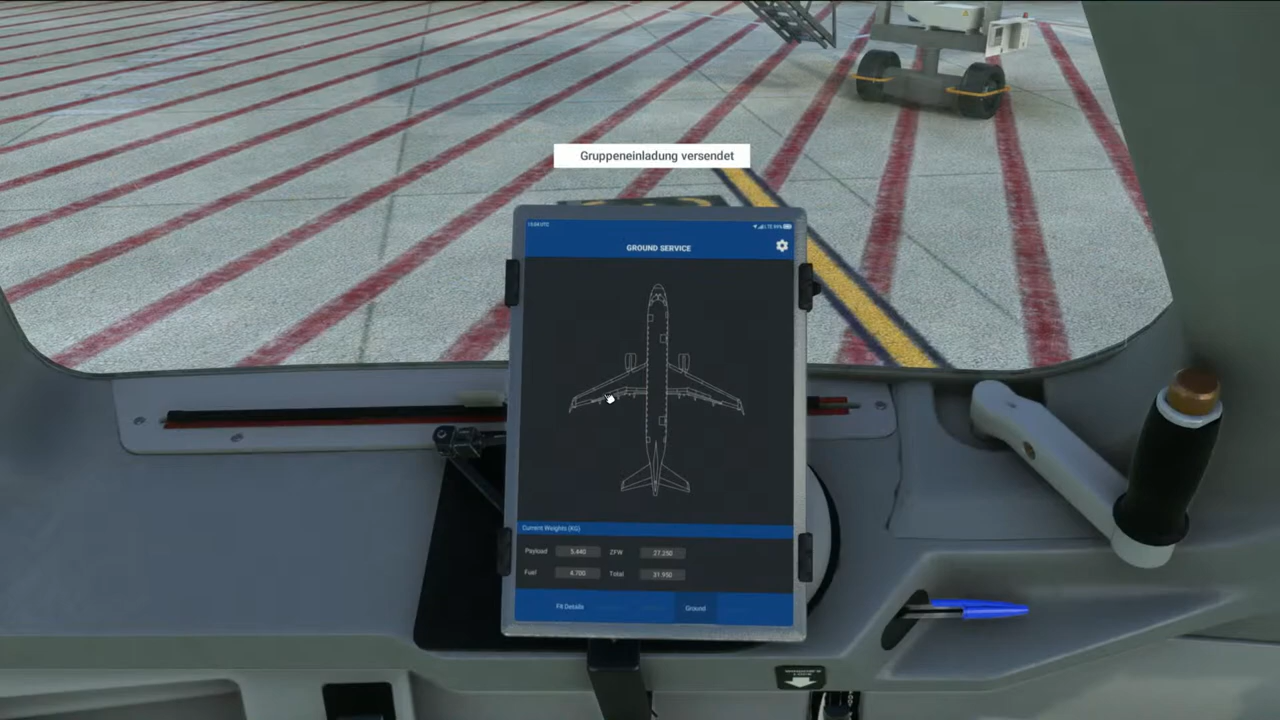 Gruppeneinladung versendet
GROUND SERVICE
Current Weights (KG)
Payload 5.440 ZFW 27.250
Fuel 4.700 Total 31.950
Flt Details Ground